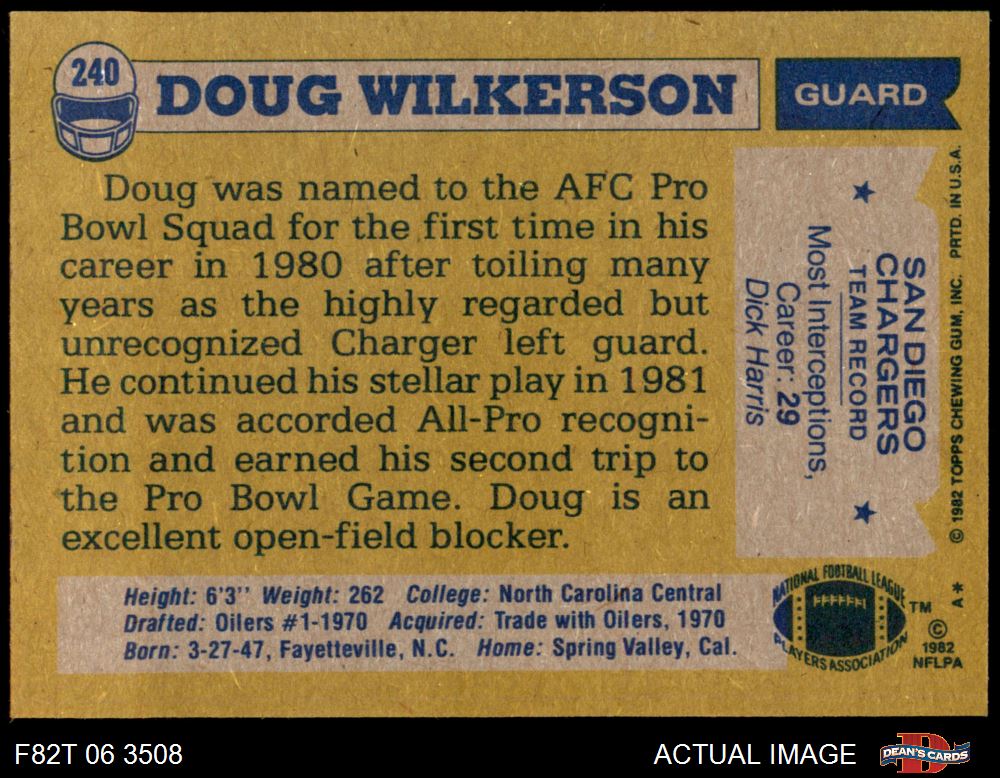 240
DOUG WILKERSON
GUARD
Doug was named to the AFC Pro
Bowl Squad for the first time in his
career in 1980 after toiling many
years as the highly regarded but
unrecognized Charger left guard.
He continued his stellar play in 1981
and was accorded All-Pro recogni-
tion and earned his second trip to
the Pro Bowl Game. Doug is an
excellent open-field blocker.
SAN DIEGO
CHARGERS
TEAM RECORD
Most Interceptions,
Career: 29
Dick Harris
© 1982 TOPPS CHEWING GUM, INC. PRTD. IN U.S.A.
Height: 6'3'' Weight: 262 College: North Carolina Central
Drafted: Oilers #1-1970 Acquired: Trade with Oilers, 1970
Born: 3-27-47, Fayetteville, N.C. Home: Spring Valley, Cal.
NATIONAL FOOTBALL LEAGUE
PLAYERS ASSOCIATION
TM
A*
©
1982
NFLPA
F82T 06 3508
ACTUAL IMAGE
D
DEAN'S CARDS